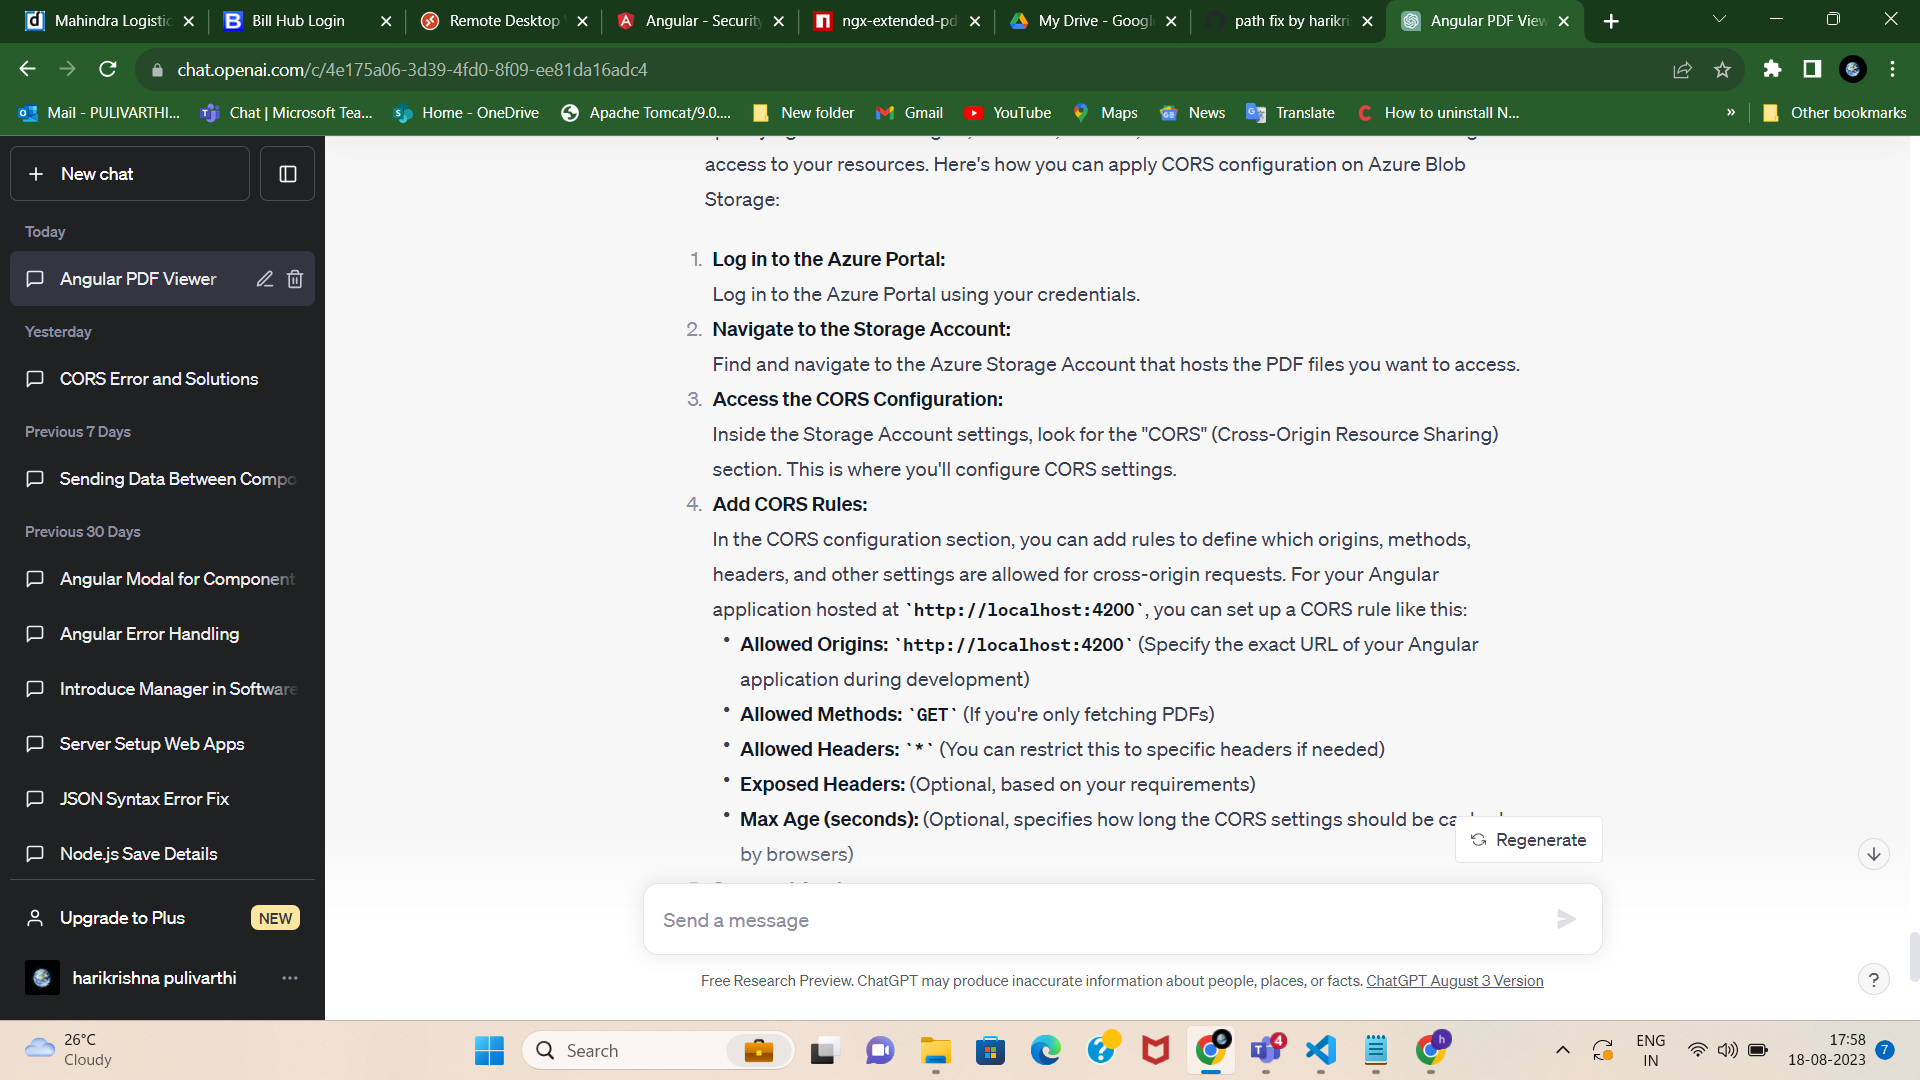 Mahindra Logistic
Bill Hub Login
Remote Desktop
Angular - Security
ngx-extended-pd
My Drive - Google
path fix by harikri
Angular PDF View
chat.openai.com/c/4e175a06-3d39-4fd0-8f09-ee81da16adc4
Mail - PULIVARTHI...
Chat | Microsoft Tea...
Home - OneDrive
Apache Tomcat/9.0....
New folder
Gmail
YouTube
Maps
News
Translate
How to uninstall N...
»
Other bookmarks
New chat
Today
Angular PDF Viewer
Yesterday
CORS Error and Solutions
Previous 7 Days
Sending Data Between Compo
Previous 30 Days
Angular Modal for Component
Angular Error Handling
Introduce Manager in Software
Server Setup Web Apps
JSON Syntax Error Fix
Node.js Save Details
Upgrade to Plus NEW
harikrishna pulivarthi
access to your resources. Here's how you can apply CORS configuration on Azure Blob
Storage:
1. Log in to the Azure Portal:
Log in to the Azure Portal using your credentials.
2. Navigate to the Storage Account:
Find and navigate to the Azure Storage Account that hosts the PDF files you want to access.
3. Access the CORS Configuration:
Inside the Storage Account settings, look for the "CORS" (Cross-Origin Resource Sharing)
section. This is where you'll configure CORS settings.
4. Add CORS Rules:
In the CORS configuration section, you can add rules to define which origins, methods,
headers, and other settings are allowed for cross-origin requests. For your Angular
application hosted at `http://localhost:4200`, you can set up a CORS rule like this:
• Allowed Origins: `http://localhost:4200` (Specify the exact URL of your Angular
application during development)
• Allowed Methods: `GET` (If you're only fetching PDFs)
• Allowed Headers: `*` (You can restrict this to specific headers if needed)
• Exposed Headers: (Optional, based on your requirements)
• Max Age (seconds): (Optional, specifies how long the CORS settings should be
by browsers)
Regenerate
Send a message
Free Research Preview. ChatGPT may produce inaccurate information about people, places, or facts. ChatGPT August 3 Version
?
26°C
Cloudy
Search
4
h
ENG
IN
17:58
18-08-2023
7